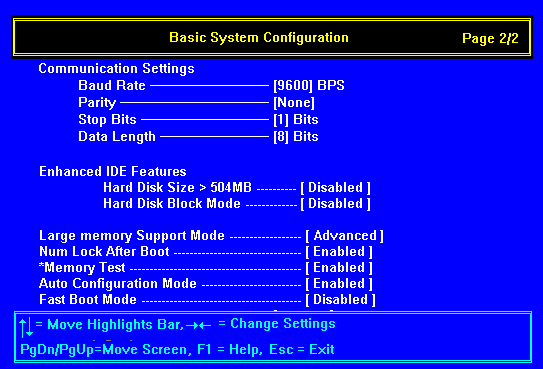 Basic System Configuration Page 2/2
Communication Settings
Baud Rate ---------------- [9600] BPS
Parity ---------------- [None]
Stop Bits ---------------- [1] Bits
Data Length ---------------- [8] Bits
Enhanced IDE Features
Hard Disk Size > 504MB ---------- [ Disabled ]
Hard Disk Block Mode ------------- [ Disabled ]
Large memory Support Mode ------------------ [ Advanced ]
Num Lock After Boot -------------------------------- [ Enabled ]
*Memory Test ------------------------------------------- [ Enabled ]
Auto Configuration Mode ------------------------- [ Enabled ]
Fast Boot Mode ---------------------------------------- [ Disabled ]
↑↓ = Move Highlights Bar, →← = Change Settings
PgDn/PgUp=Move Screen, F1 = Help, Esc = Exit